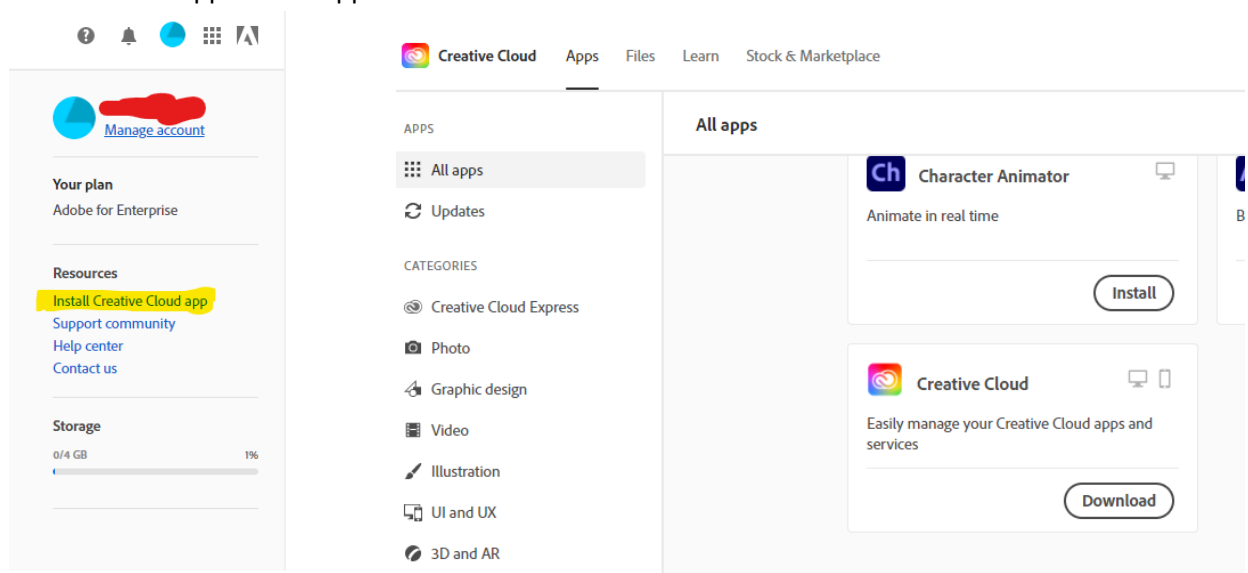 Manage account
Your plan
Adobe for Enterprise
Resources
Install Creative Cloud app
Support community
Help center
Contact us
Storage
0/4 GB 1%
Creative Cloud Apps Files Learn Stock & Marketplace
APPS
All apps
Updates
CATEGORIES
Creative Cloud Express
Photo
Graphic design
Video
Illustration
UI and UX
3D and AR
All apps
Ch Character Animator
Animate in real time
Install
Creative Cloud
Easily manage your Creative Cloud apps and
services
Download
B